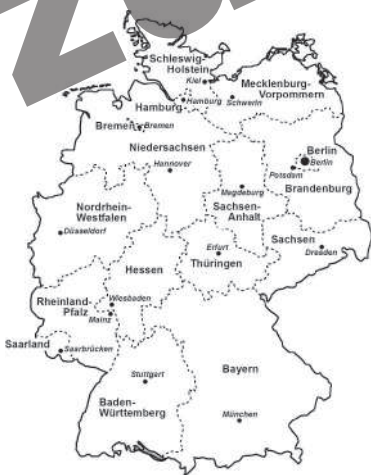 Schleswig-
Holstein
Kiel
Mecklenburg-
Vorpommern
Hamburg
Hamburg
Schwerin
Bremen
Bremen
Niedersachsen
Hannover
Berlin
Berlin
Potsdam
Brandenburg
Magdeburg
Sachsen-
Anhalt
Nordrhein-
Westfalen
Düsseldorf
Sachsen
Dresden
Erfurt
Thüringen
Hessen
Rheinland-
Pfalz
Wiesbaden
Mainz
Saarland
Saarbrücken
Stuttgart
Baden-
Württemberg
Bayern
München